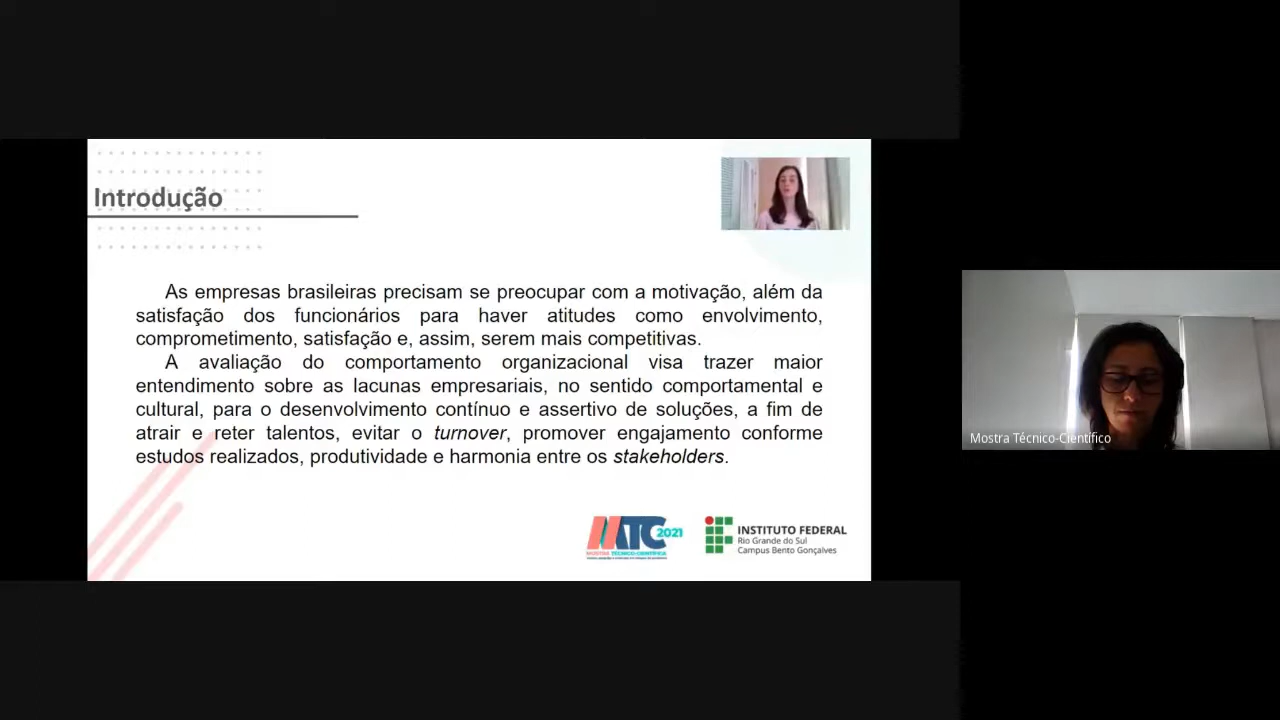 Introdução
As empresas brasileiras precisam se preocupar com a motivação, além da
satisfação dos funcionários para haver atitudes como envolvimento,
comprometimento, satisfação e, assim, serem mais competitivas.
A avaliação do comportamento organizacional visa trazer maior
entendimento sobre as lacunas empresariais, no sentido comportamental e
cultural, para o desenvolvimento contínuo e assertivo de soluções, a fim de
atrair e reter talentos, evitar o turnover, promover engajamento conforme
estudos realizados, produtividade e harmonia entre os stakeholders.
MTC 2021
MOSTRA TÉCNICO-CIENTÍFICA
INSTITUTO FEDERAL
Rio Grande do Sul
Campus Bento Gonçalves
Mostra Técnico-Científico